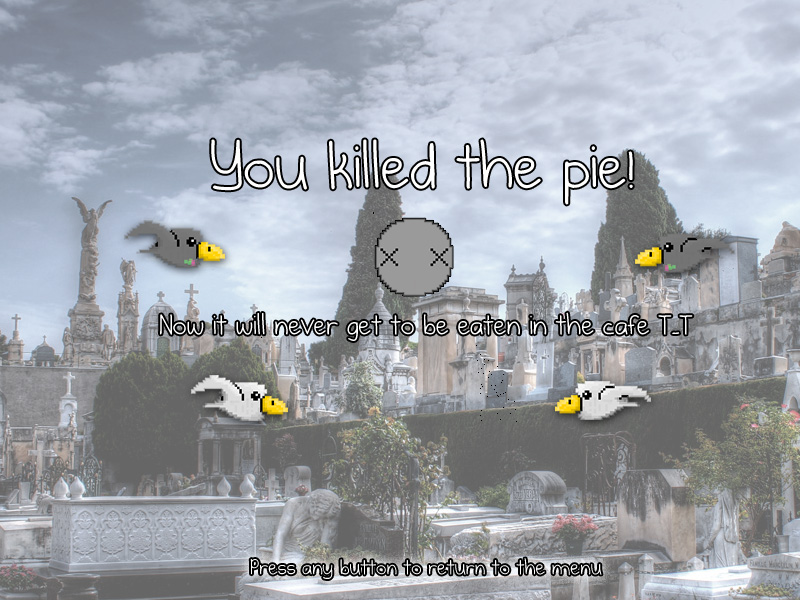 You killed the pie!
Now it will never get to be eaten in the cafe T_T
Press any button to return to the menu